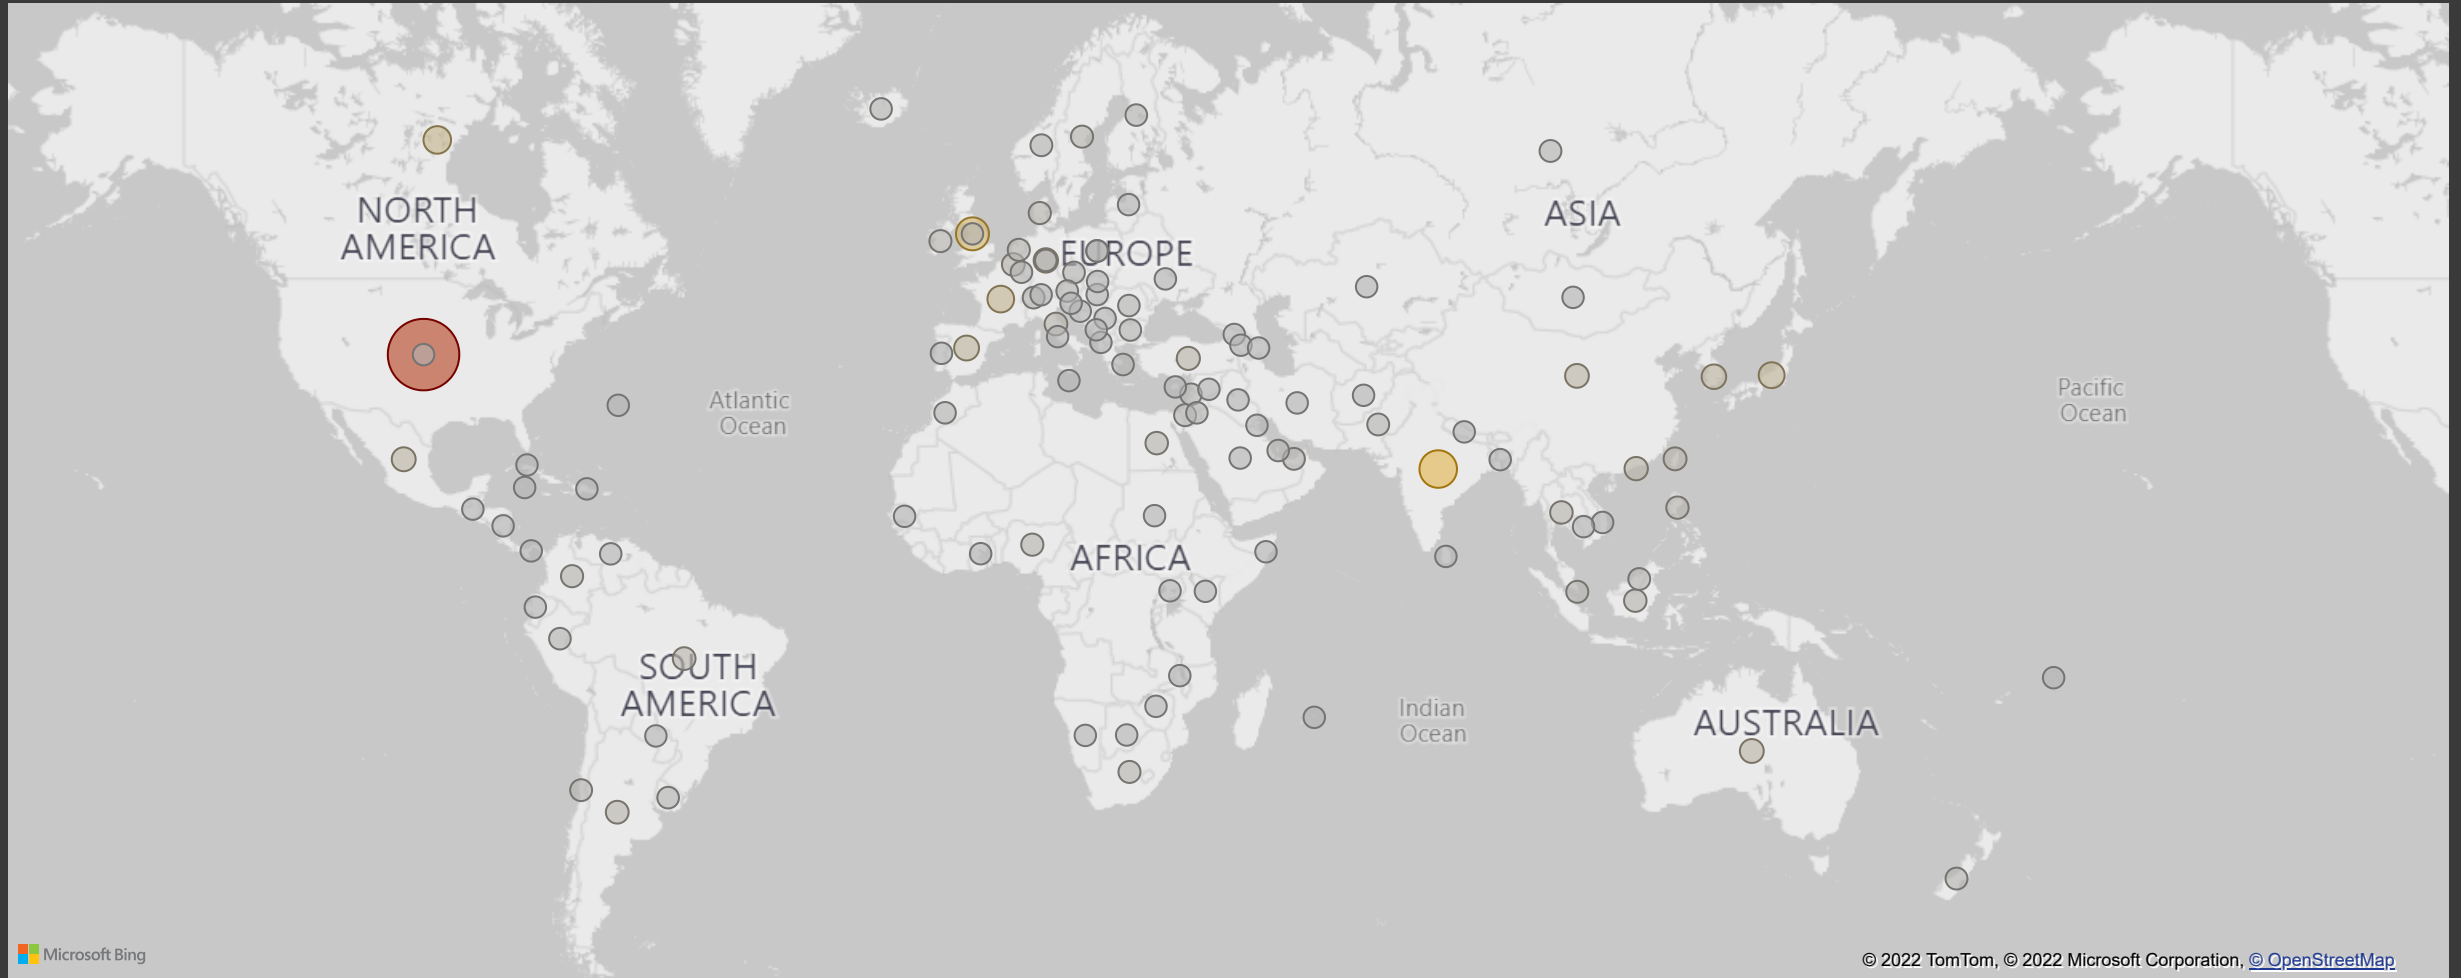 NORTH
AMERICA
EUROPE
ASIA
Atlantic
Ocean
Pacific
Ocean
AFRICA
SOUTH
AMERICA
Indian
Ocean
AUSTRALIA
Microsoft Bing
© 2022 TomTom, © 2022 Microsoft Corporation, © OpenStreetMap